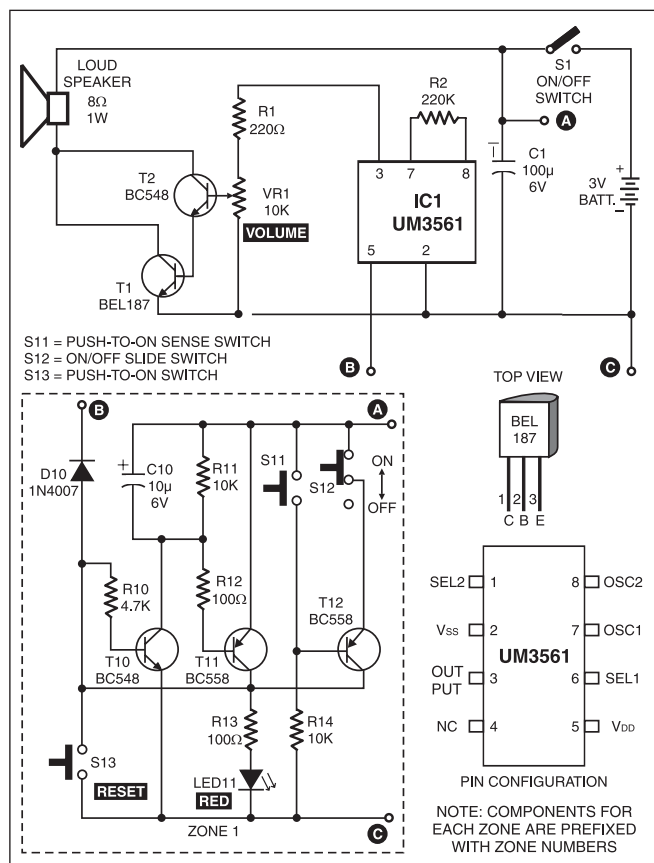 LOUD
SPEAKER
8Ω
1W
S1
ON/OFF
SWITCH
R1
220Ω
R2
220K
A
T2
BC548
VR1
10K
VOLUME
3
7
8
IC1
UM3561
5
2
C1
100µ
6V
+
3V
BATT.
–
T1
BEL187
S11 = PUSH-TO-ON SENSE SWITCH
S12 = ON/OFF SLIDE SWITCH
S13 = PUSH-TO-ON SWITCH
B
C
B
A
D10
1N4007
+
C10
10µ
6V
R11
10K
S11
S12
ON
OFF
R10
4.7K
R12
100Ω
T12
BC558
T10
BC548
T11
BC558
S13
RESET
R13
100Ω
R14
10K
LED11
RED
C
ZONE 1
TOP VIEW
BEL
187
1 2 3
C B E
SEL2 1 8 OSC2
VSS 2 7 OSC1
UM3561
OUT
PUT 3 6 SEL1
NC 4 5 VDD
PIN CONFIGURATION
NOTE: COMPONENTS FOR
EACH ZONE ARE PREFIXED
WITH ZONE NUMBERS